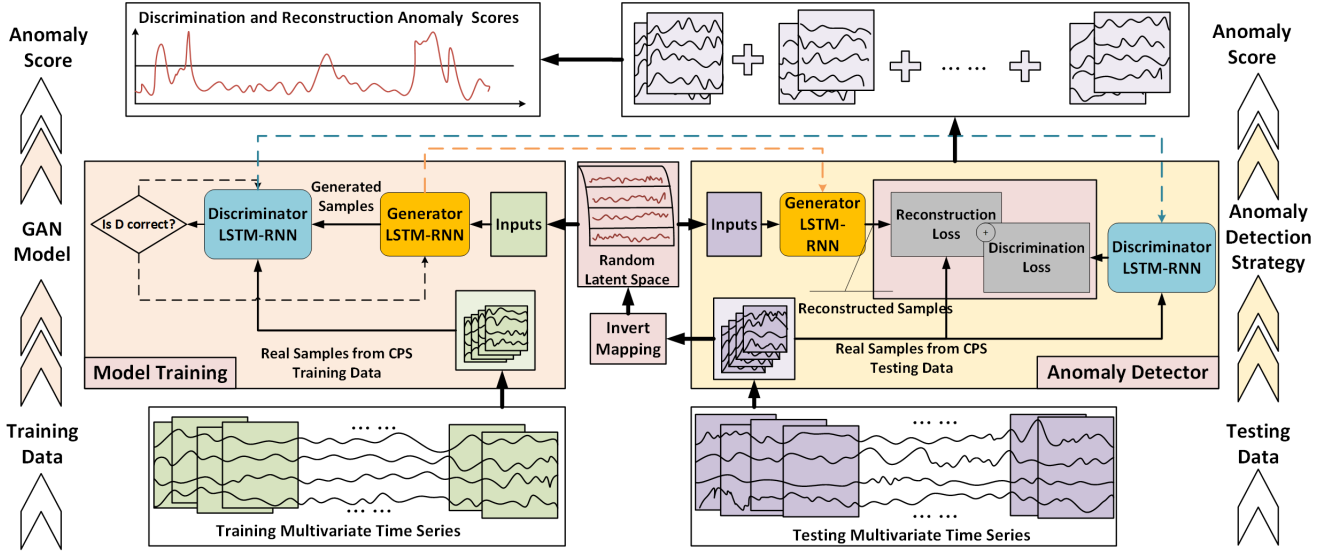 Discrimination and Reconstruction Anomaly Scores
Anomaly
Score
... ...
Anomaly
Score
GAN
Model
Is D correct?
Discriminator
LSTM-RNN
Generated
Samples
Generator
LSTM-RNN
Inputs
Random
Latent Space
Inputs
Generator
LSTM-
RNN
Reconstruction
Loss
+
Discrimination
Loss
Discriminator
LSTM-RNN
Anomaly
Detection
Strategy
Reconstructed Samples
Invert
Mapping
Real Samples from CPS
Training Data
Model Training
Real Samples from CPS
Testing Data
Anomaly Detector
Training
Data
... ...
... ...
Training Multivariate Time Series
... ...
... ...
Testing Multivariate Time Series
Testing
Data